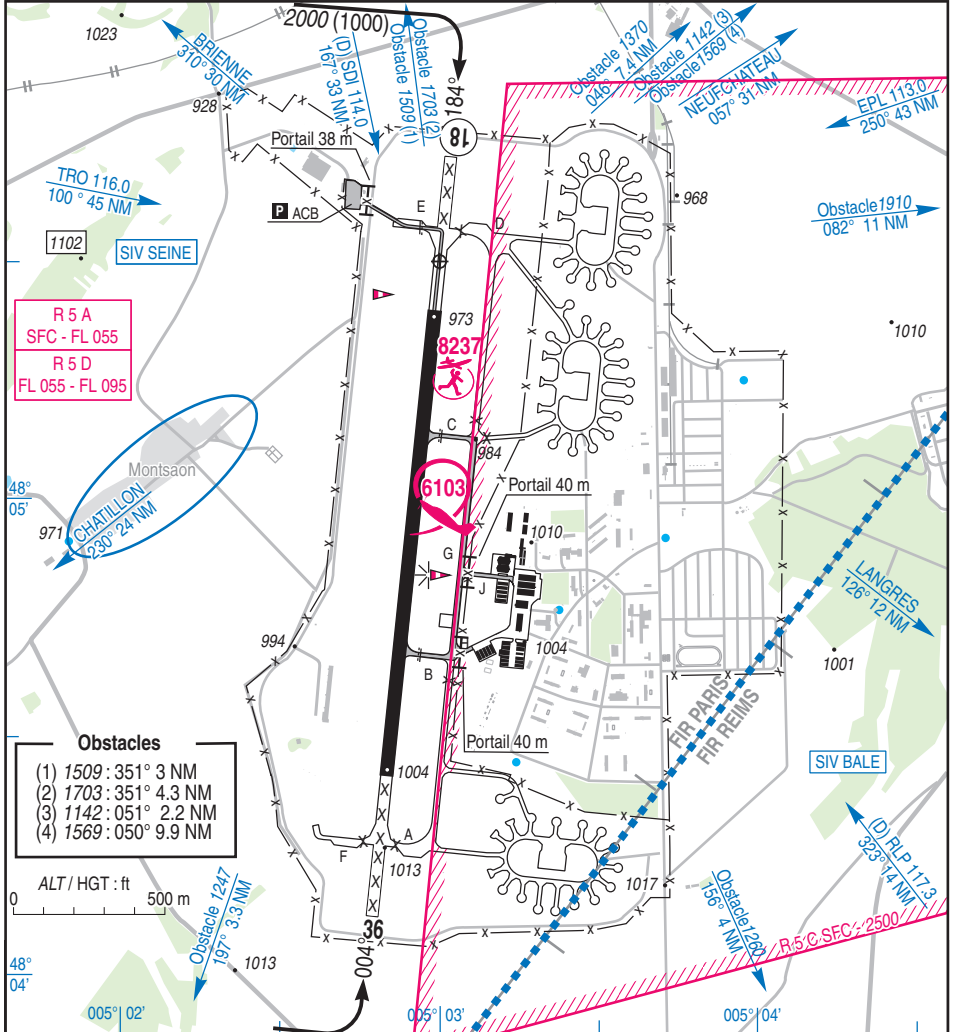 1023
2000 (1000)
BRIENNE
310° 30 NM
(D) SDI 114.0
167° 33 NM
Obstacle 1703 (2)
Obstacle 1509 (1)
184°
18
Obstacle 1370
046° 7.4 NM
Obstacle 1142 (3)
Obstacle1569 (4)
NEUFCHATEAU
057° 31 NM
EPL 113.0
250° 43 NM
928
Portail 38 m
TRO 116.0
100 ° 45 NM
P ACB
E
D
968
Obstacle1910
082° 11 NM
1102
SIV SEINE
R 5 A
SFC - FL 055
R 5 D
FL 055 - FL 095
973
8237
1010
C
984
Montsaon
48°
05'
971
CHATILLON
230° 24 NM
6103
Portail 40 m
1010
G
J
LANGRES
126° 12 NM
994
1004
1001
B
FIR PARIS
FIR REIMS
Portail 40 m
SIV BALE
Obstacles
(1) 1509 : 351° 3 NM
(2) 1703 : 351° 4.3 NM
(3) 1142 : 051° 2.2 NM
(4) 1569 : 050° 9.9 NM
1004
A
F
1013
(D) RLP 117.3
323° 14 NM
ALT / HGT : ft
0 500 m
1017
Obstacle 1247
197° 3.3 NM
Obstacle1260
156° 4 NM
36
004°
R 5 C SFC - 2500
1013
48°
04'
005° 02'
005° 03'
005° 04'